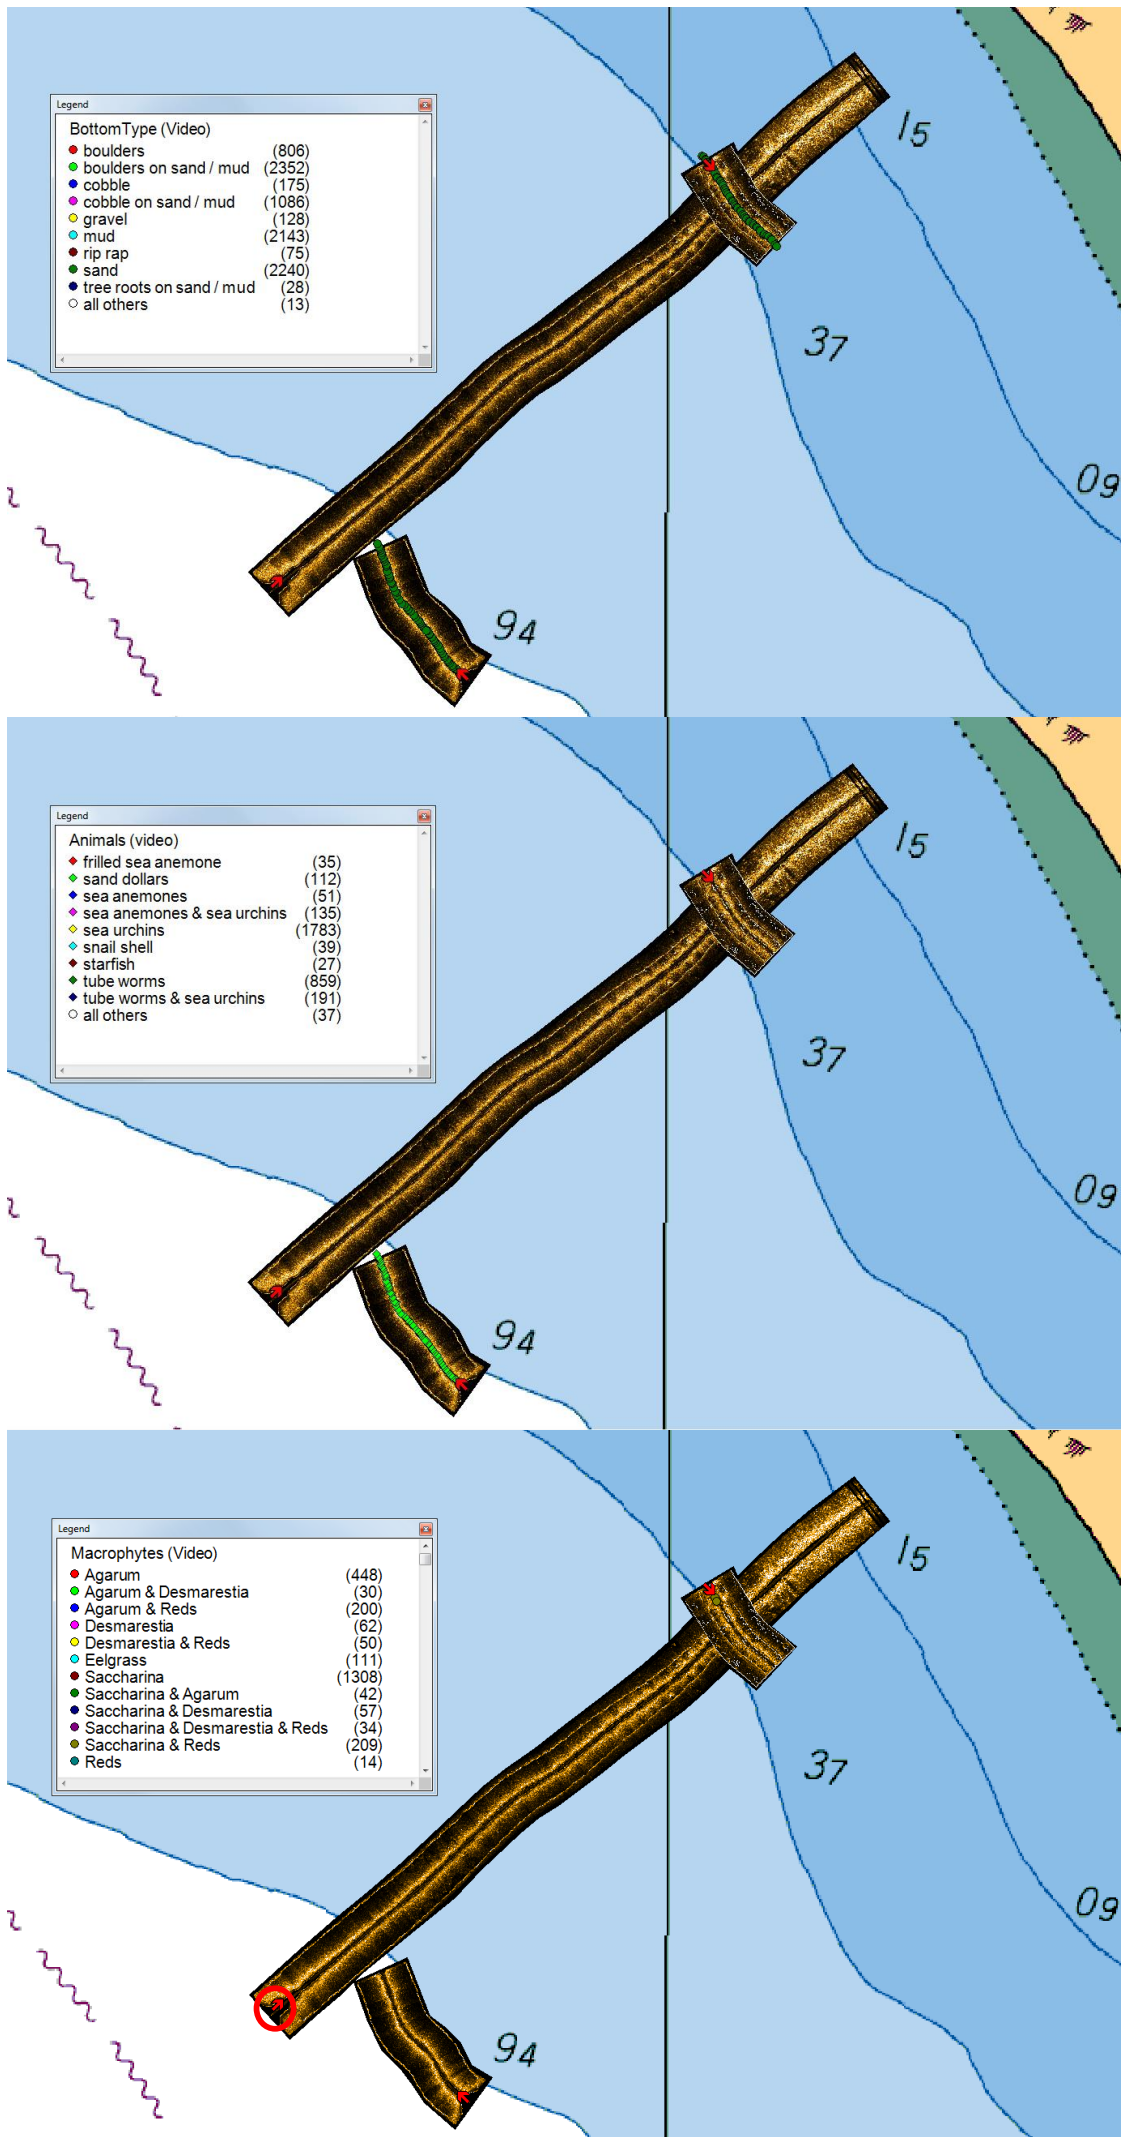 Legend
BottomType (Video)
boulders (806)
boulders on sand / mud (2352)
cobble (175)
cobble on sand / mud (1086)
gravel (128)
mud (2143)
rip rap (75)
sand (2240)
tree roots on sand / mud (28)
all others (13)
15
37
09
94
Legend
Animals (video)
frilled sea anemone (35)
sand dollars (112)
sea anemones (51)
sea anemones & sea urchins (135)
sea urchins (1783)
snail shell (39)
starfish (27)
tube worms (859)
tube worms & sea urchins (191)
all others (37)
15
37
09
94
Legend
Macrophytes (Video)
Agarum (448)
Agarum & Desmarestia (30)
Agarum & Reds (200)
Desmarestia (62)
Desmarestia & Reds (50)
Eelgrass (111)
Saccharina (1308)
Saccharina & Agarum (42)
Saccharina & Desmarestia (57)
Saccharina & Desmarestia & Reds (34)
Saccharina & Reds (209)
Reds (14)
15
37
09
94